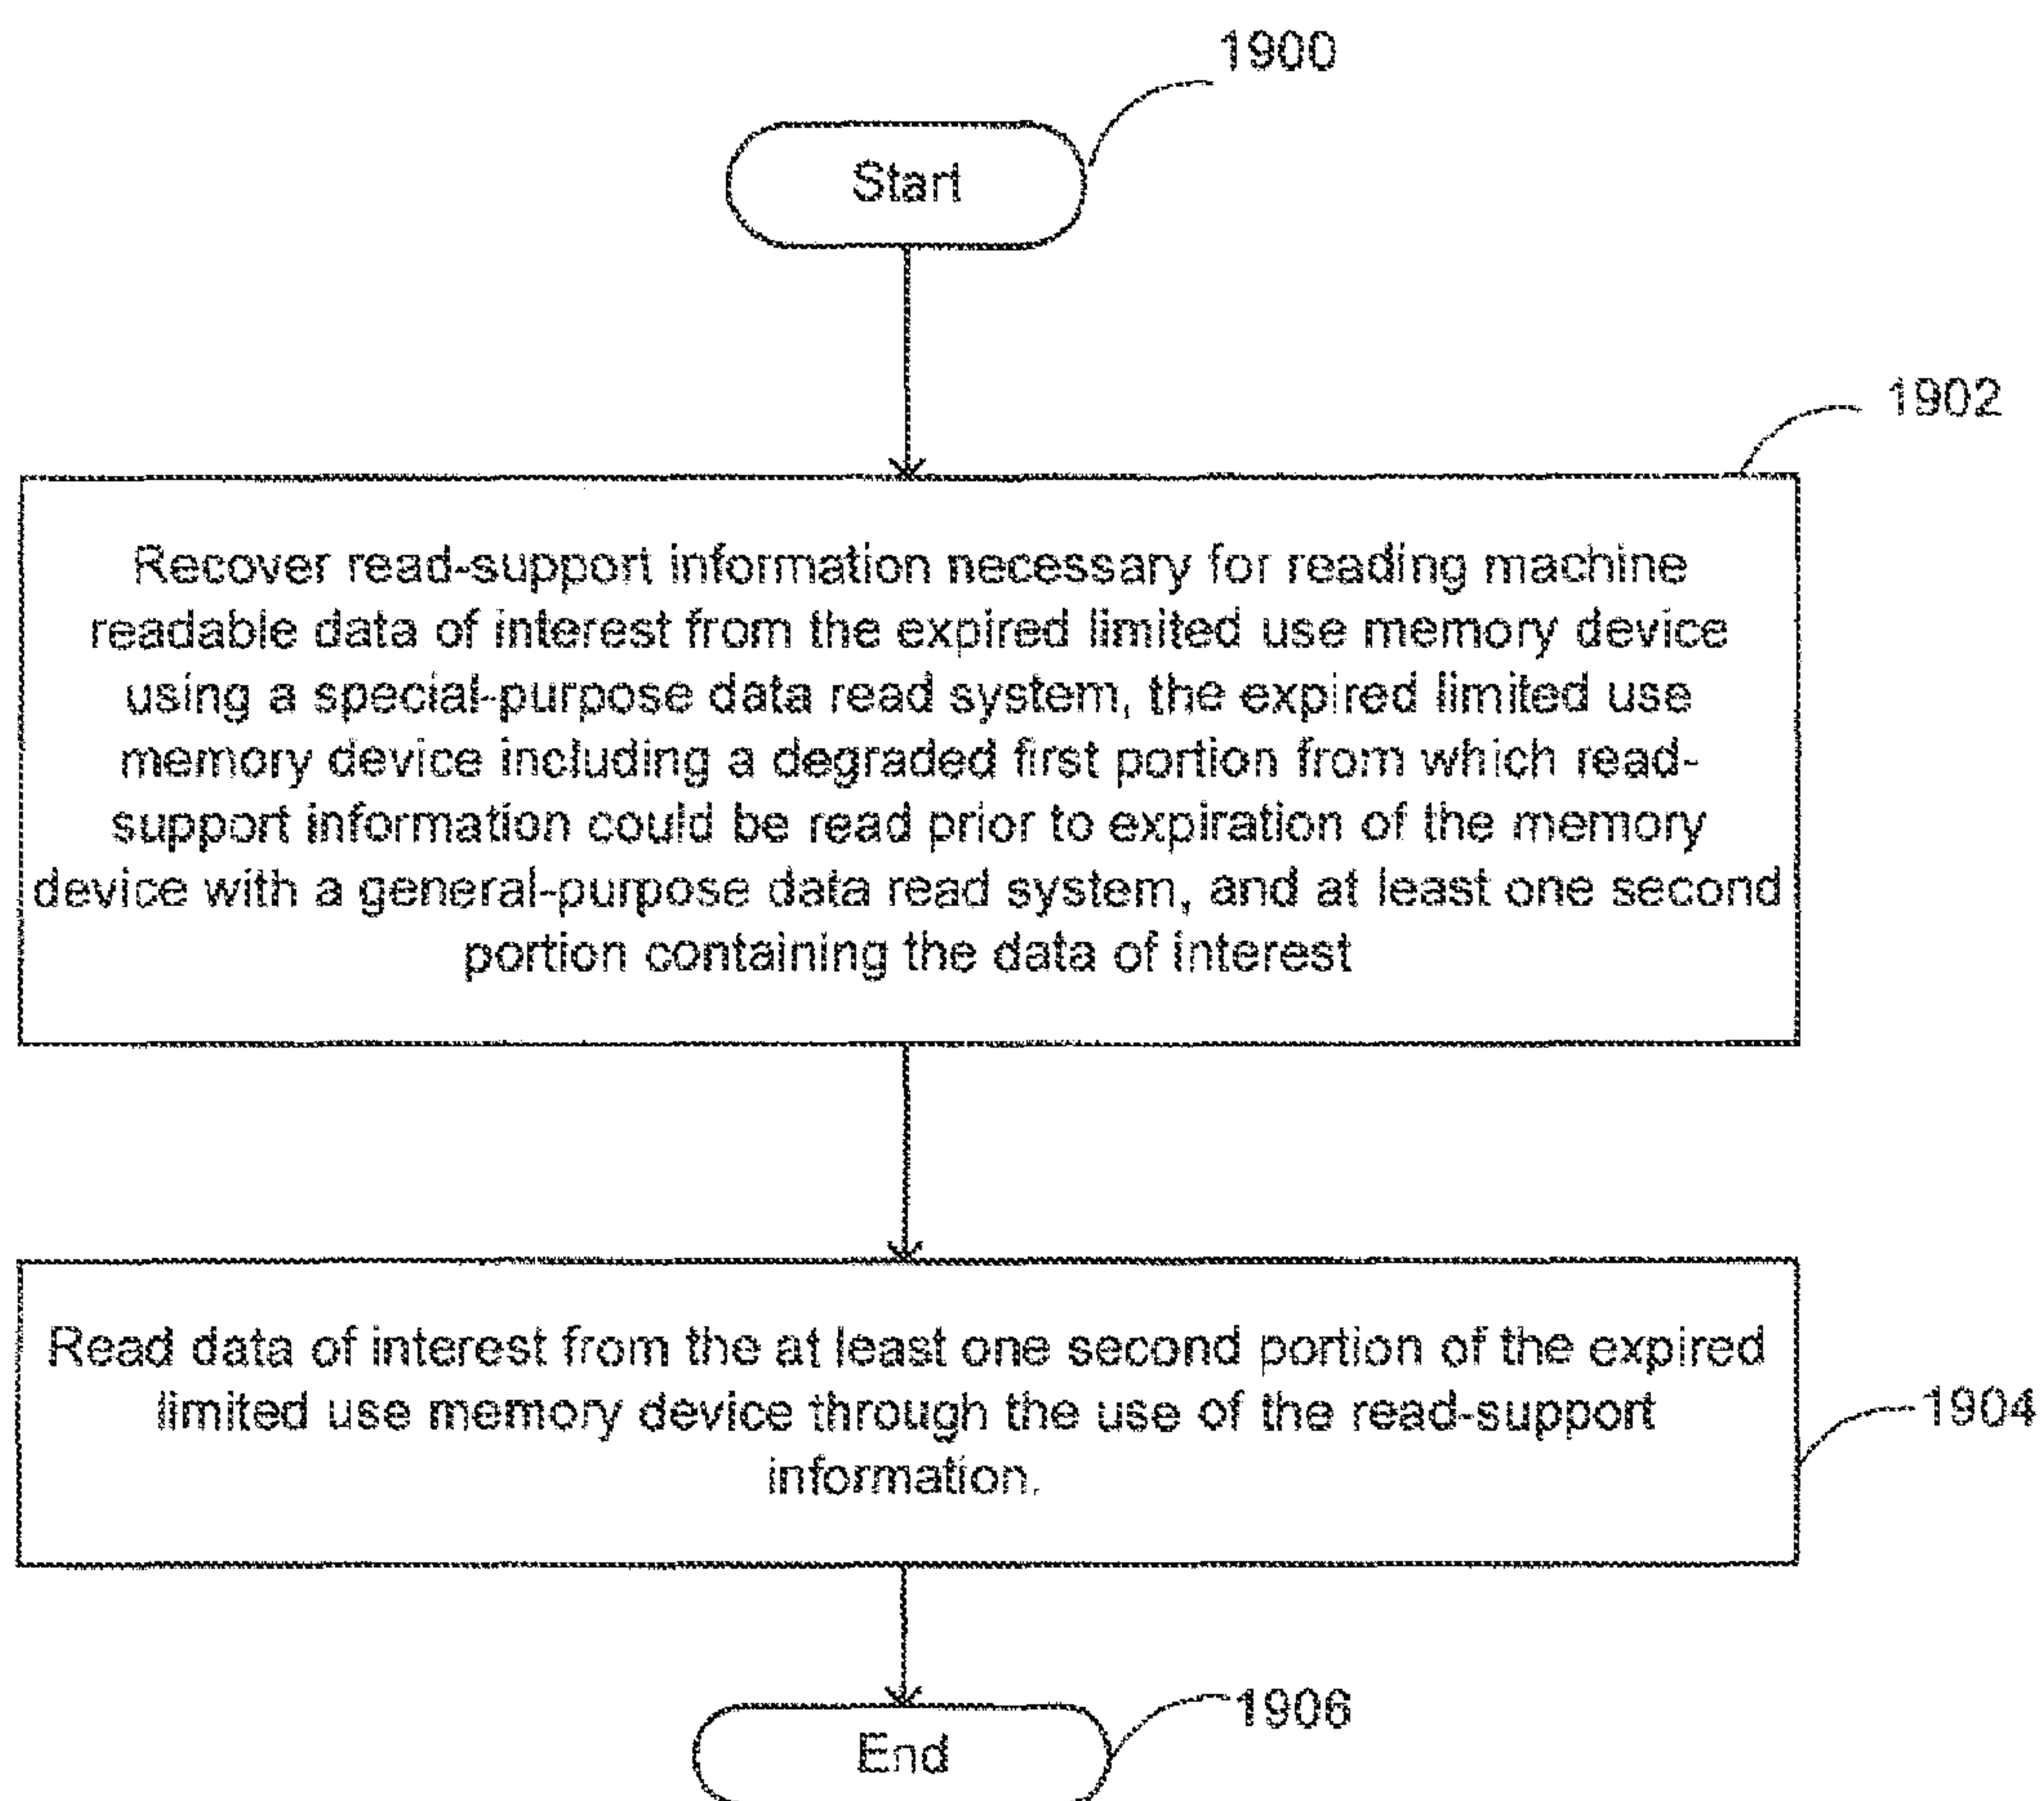 1900
Start
1902
Recover read-support information necessary for reading machine
readable data of interest from the expired limited use memory device
using a special-purpose data read system, the expired limited use
memory device including a degraded first portion from which read-
support information could be read prior to expiration of the memory
device with a general-purpose data read system, and at least one second
portion containing the data of interest
Read data of interest from the at least one second portion of the expired
limited use memory device through the use of the read-support
information.
1904
1906
End